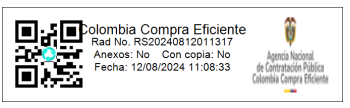 Colombia Compra Eficiente
Rad No. RS20240812011317
Anexos: No Con copia: No
Fecha: 12/08/2024 11:08:33
Agencia Nacional
de Contratación Pública
Colombia Compra Eficiente